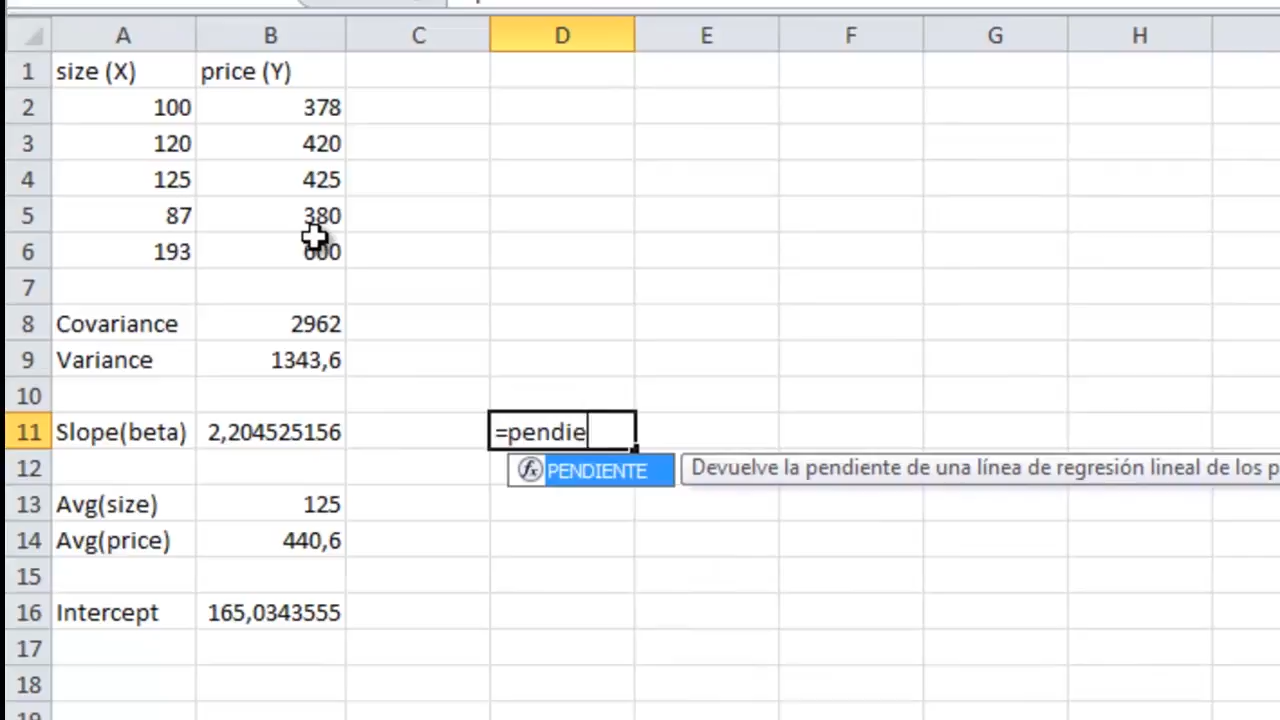 A B C D E F G H
1 size (X) price (Y)
2 100 378
3 120 420
4 125 425
5 87 380
6 193 600
7
8 Covariance 2962
9 Variance 1343,6
10
11 Slope(beta) 2,204525156 =pendie
12 PENDIENTE Devuelve la pendiente de una línea de regresión lineal de los
13 Avg(size) 125
14 Avg(price) 440,6
15
16 Intercept 165,0343555
17
18